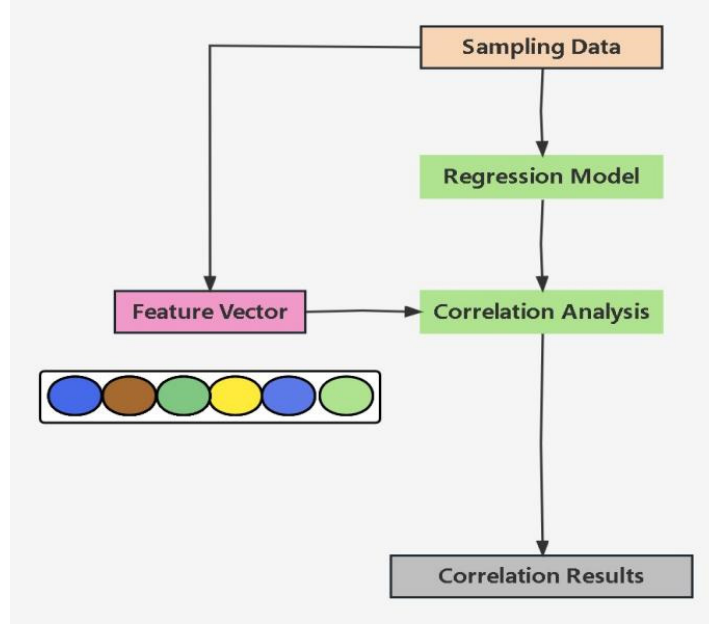 Sampling Data
Regression Model
Feature Vector
Correlation Analysis
Correlation Results